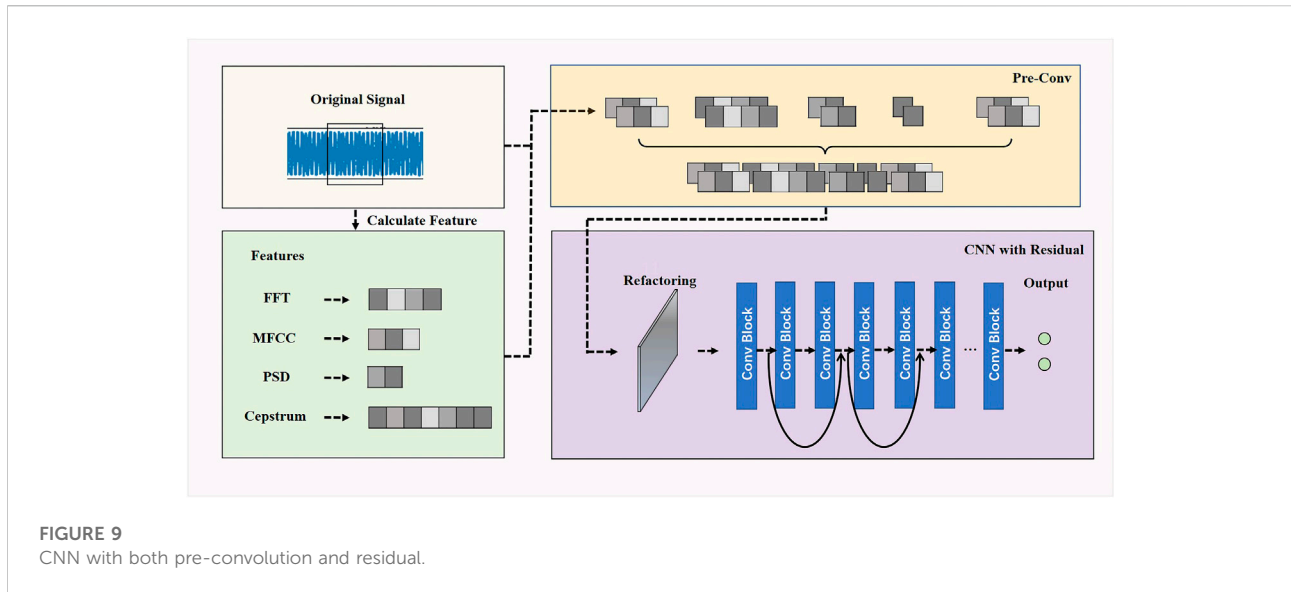 Original Signal
Calculate Feature
Features
FFT
MFCC
PSD
Cepstrum
Pre-Conv
CNN with Residual
Refactoring
Output
Conv Block
Conv Block
Conv Block
Conv Block
Conv Block
Conv Block
...
Conv Block
FIGURE 9
CNN with both pre-convolution and residual.